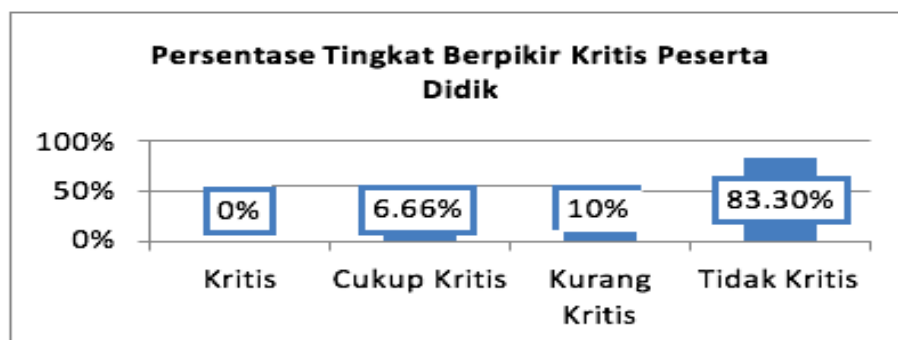 Persentase Tingkat Berpikir Kritis Peserta
Didik
100%
50%
0%
0%
6.66%
10%
83.30%
Kritis
Cukup Kritis
Kurang
Kritis
Tidak Kritis